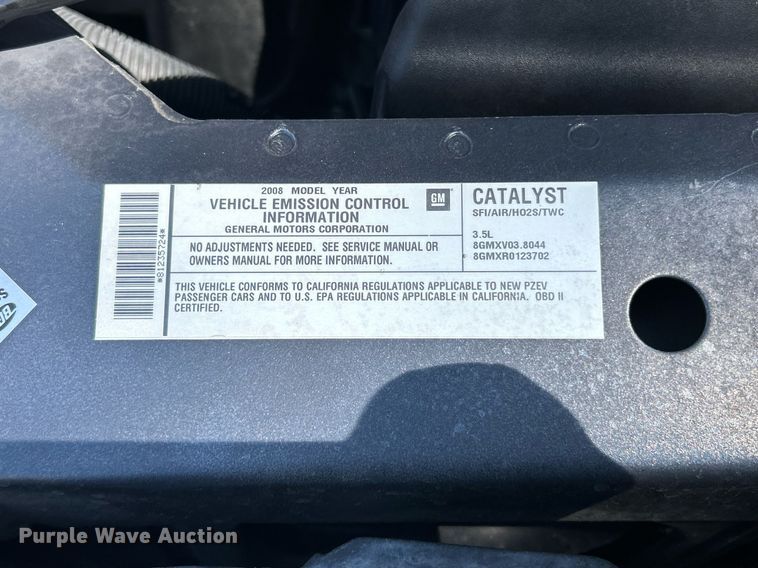 2008 MODEL YEAR
VEHICLE EMISSION CONTROL
INFORMATION
GENERAL MOTORS CORPORATION
GM
CATALYST
SFI/AIR/HO2S/TWC
NO ADJUSTMENTS NEEDED. SEE SERVICE MANUAL OR
OWNERS MANUAL FOR MORE INFORMATION.
3.5L
8GMXV03.8044
8GMXR0123702
THIS VEHICLE CONFORMS TO CALIFORNIA REGULATIONS APPLICABLE TO NEW PZEV
PASSENGER CARS AND TO U.S. EPA REGULATIONS APPLICABLE IN CALIFORNIA. OBD II
CERTIFIED.
*81235724*
Purple Wave Auction